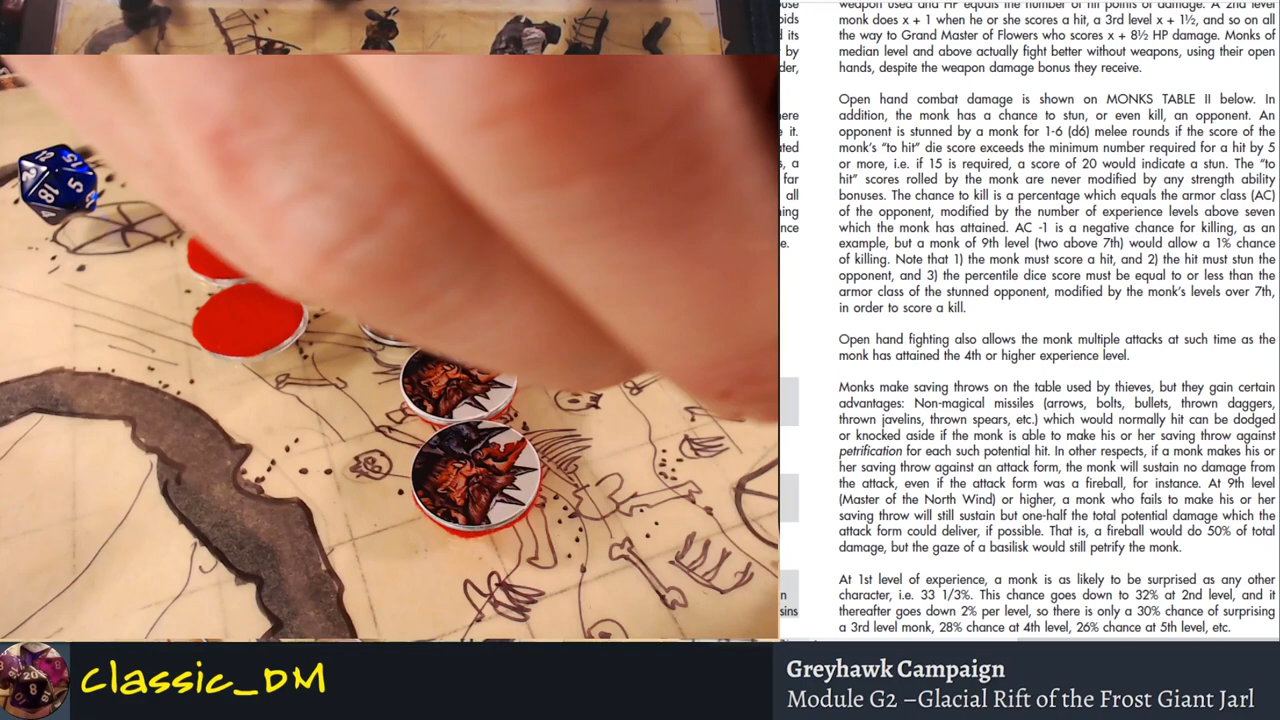 weapon used and HP equals the number of hit points of damage. A 2nd level
monk does x + 1 when he or she scores a hit, a 3rd level x + 1½, and so on all
the way to Grand Master of Flowers who scores x + 8½ HP damage. Monks of
median level and above actually fight better without weapons, using their open
hands, despite the weapon damage bonus they receive.
Open hand combat damage is shown on MONKS TABLE II below. In
addition, the monk has a chance to stun, or even kill, an opponent. An
opponent is stunned by a monk for 1-6 (d6) melee rounds if the score of the
monk's “to hit” die score exceeds the minimum number required for a hit by 5
or more, i.e. if 15 is required, a score of 20 would indicate a stun. The “to
hit” scores rolled by the monk are never modified by any strength ability
bonuses. The chance to kill is a percentage which equals the armor class (AC)
of the opponent, modified by the number of experience levels above seven
which the monk has attained. AC -1 is a negative chance for killing, as an
example, but a monk of 9th level (two above 7th) would allow a 1% chance
of killing. Note that 1) the monk must score a hit, and 2) the hit must stun the
opponent, and 3) the percentile dice score must be equal to or less than the
armor class of the stunned opponent, modified by the monk's levels over 7th,
in order to score a kill.
Open hand fighting also allows the monk multiple attacks at such time as the
monk has attained the 4th or higher experience level.
Monks make saving throws on the table used by thieves, but they gain certain
advantages: Non-magical missiles (arrows, bolts, bullets, thrown daggers,
thrown javelins, thrown spears, etc.) which would normally hit can be dodged
or knocked aside if the monk is able to make his or her saving throw against
petrification for each such potential hit. In other respects, if a monk makes his or
her saving throw against an attack form, the monk will sustain no damage from
the attack, even if the attack form was a fireball, for instance. At 9th level
(Master of the North Wind) or higher, a monk who fails to make his or her
saving throw will still sustain but one-half the total potential damage which the
attack form could deliver, if possible. That is, a fireball would do 50% of total
damage, but the gaze of a basilisk would still petrify the monk.
At 1st level of experience, a monk is as likely to be surprised as any other
character, i.e. 33 1/3%. This chance goes down to 32% at 2nd level, and it
thereafter goes down 2% per level, so there is only a 30% chance of surprising
a 3rd level monk, 28% chance at 4th level, 26% chance at 5th level, etc.
classic_DM
Greyhawk Campaign
Module G2 –Glacial Rift of the Frost Giant Jarl